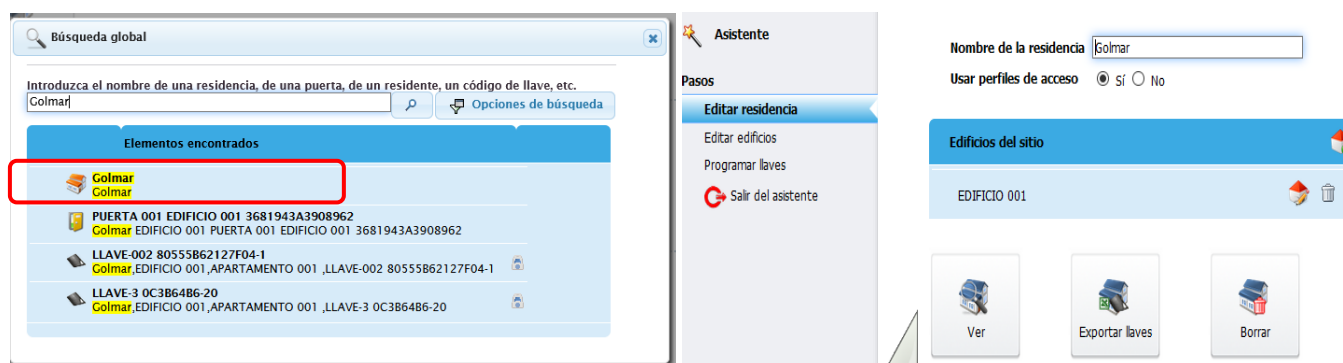 Búsqueda global
Introduzca el nombre de una residencia, de una puerta, de un residente, un código de llave, etc.
Golmar
Opciones de búsqueda
Elementos encontrados
Golmar
Golmar
PUERTA 001 EDIFICIO 001 3681943A3908962
Golmar EDIFICIO 001 PUERTA 001 EDIFICIO 001 3681943A3908962
LLAVE-002 80555B62127F04-1
Golmar,EDIFICIO 001,APARTAMENTO 001 ,LLAVE-002 80555B62127F04-1
LLAVE-3 0C3B64B6-20
Golmar,EDIFICIO 001,APARTAMENTO 001 ,LLAVE-3 0C3B64B6-20
Asistente
Pasos
Editar residencia
Editar edificios
Programar llaves
Salir del asistente
Nombre de la residencia Golmar
Usar perfiles de acceso Sí No
Edificios del sitio
EDIFICIO 001
Ver Exportar llaves Borrar